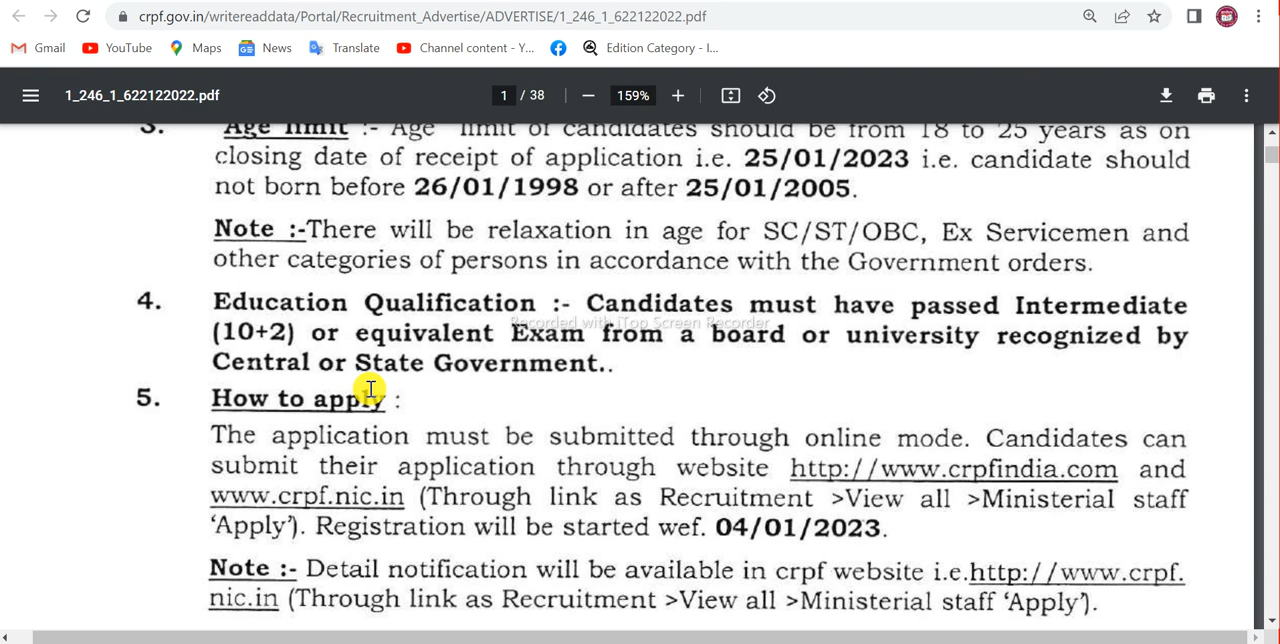 crpf.gov.in/writereaddata/Portal/Recruitment_Advertise/ADVERTISE/1_246_1_622122022.pdf
Gmail YouTube Maps News Translate Channel content - Y... Edition Category - I...
1_246_1_622122022.pdf 1 / 38 159%
3. Age limit :- Age limit of candidates should be from 18 to 25 years as on
closing date of receipt of application i.e. 25/01/2023 i.e. candidate should
not born before 26/01/1998 or after 25/01/2005.
Note :-There will be relaxation in age for SC/ST/OBC, Ex Servicemen and
other categories of persons in accordance with the Government orders.
4. Education Qualification :- Candidates must have passed Intermediate
Recorded with iTop Screen Recorder
(10+2) or equivalent Exam from a board or university recognized by
Central or State Government..
5. How to apply :
The application must be submitted through online mode. Candidates can
submit their application through website http://www.crpfindia.com and
www.crpf.nic.in (Through link as Recruitment >View all >Ministerial staff
‘Apply’). Registration will be started wef. 04/01/2023.
Note :- Detail notification will be available in crpf website i.e.http://www.crpf.
nic.in (Through link as Recruitment >View all >Ministerial staff ‘Apply’).